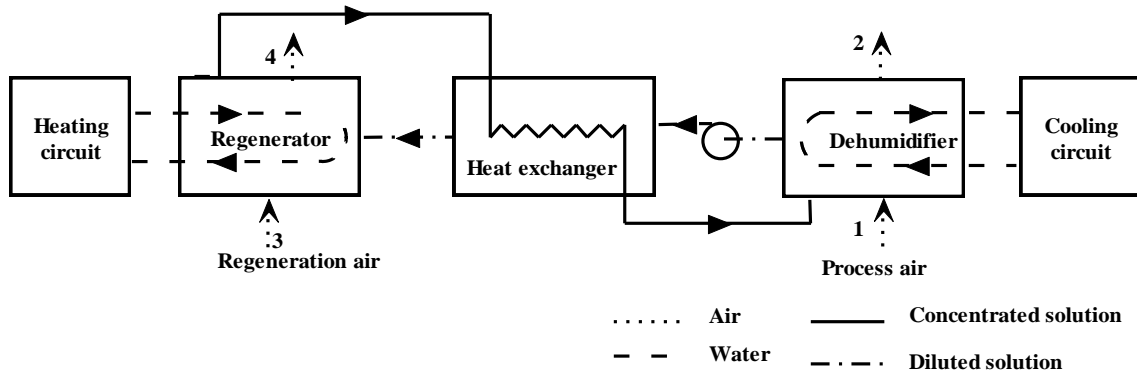 4
2
Heating
circuit
Regenerator
Heat exchanger
Dehumidifier
Cooling
circuit
3
Regeneration air
1
Process air
Air
Concentrated solution
Water
Diluted solution